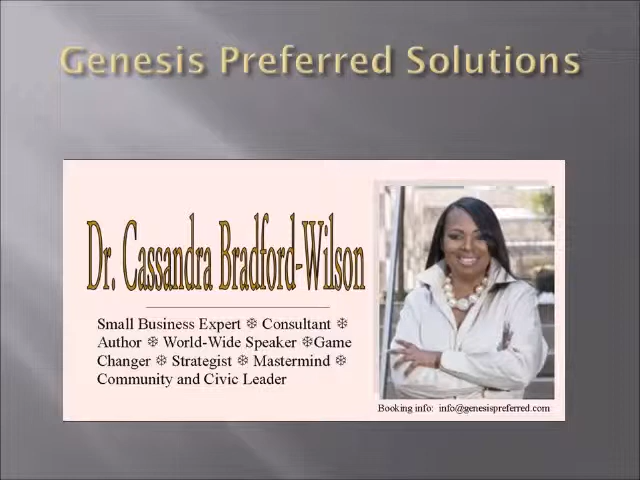 Genesis Preferred Solutions
Dr. Cassandra Bradford-Wilson
Small Business Expert ❊ Consultant ❊
Author ❊ World-Wide Speaker ❊Game
Changer ❊ Strategist ❊ Mastermind ❊
Community and Civic Leader
Booking info: info@genesispreferred.com